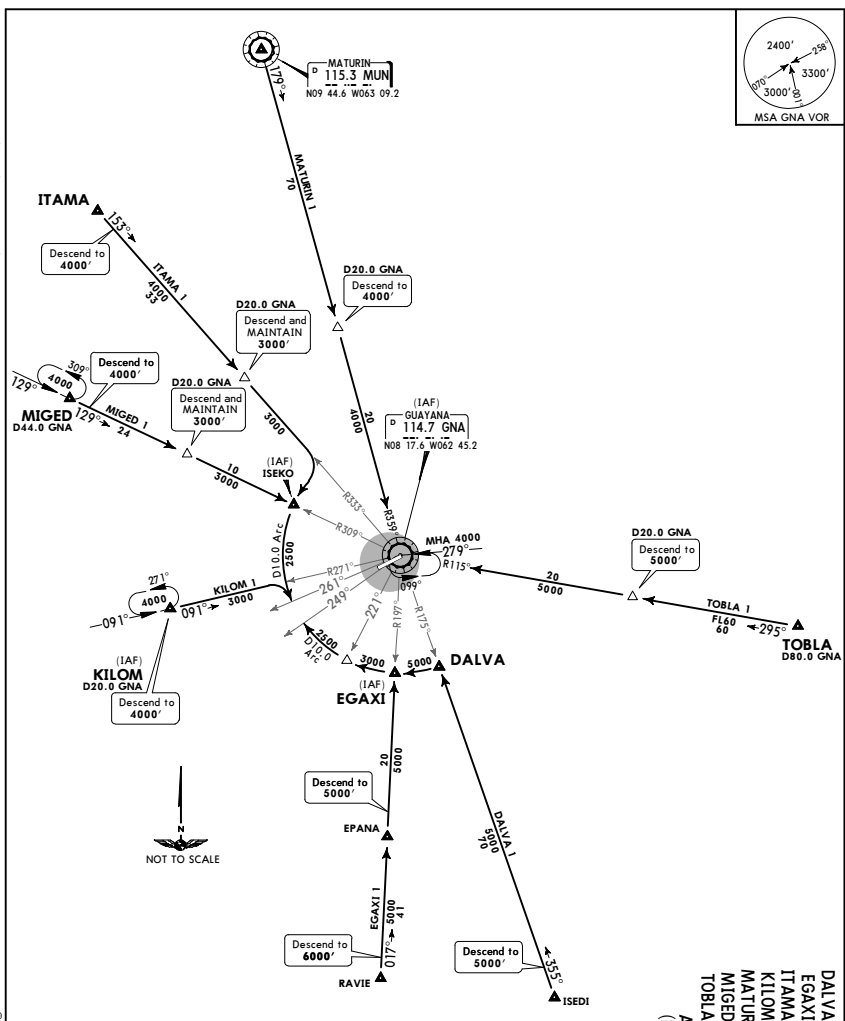 2400'
258°
3300'
070°
3000'
001°
MSA GNA VOR
MATURIN
D 115.3 MUN
N09 44.6 W063 09.2
179°
MATURIN 1
70
ITAMA
153°
Descend to
4000'
ITAMA 1
4000
33
D20.0 GNA
Descend to
4000'
D20.0 GNA
Descend and
MAINTAIN
3000'
309°
4000
129°
Descend to
4000'
MIGED
D44.0 GNA
129°
MIGED 1
24
D20.0 GNA
Descend and
MAINTAIN
3000'
3000
10
3000
(IAF)
ISEKO
20
4000
(IAF)
GUAYANA
D 114.7 GNA
N08 17.6 W062 45.2
R333°
R309°
R359°
MHA 4000
279°
R115°
099°
D10.0 Arc
2500
R271°
261°
249°
221°
R197°
R175°
D20.0 GNA
Descend to
5000'
20
5000
TOBLA 1
FL60
60
295°
TOBLA
D80.0 GNA
271°
4000
091°
091°
KILOM 1
3000
(IAF)
KILOM
D20.0 GNA
Descend to
4000'
2500
D10.0
Arc
3000
5000
DALVA
(IAF)
EGAXI
20
5000
Descend to
5000'
EPANA
N
NOT TO SCALE
DALVA 1
5000
70
EGAXI 1
5000
41
Descend to
6000'
017°
RAVIE
Descend to
5000'
355°
ISEDI
DALVA
EGAXI
ITAMA
KILOM
MATUR
MIGED
TOBLA